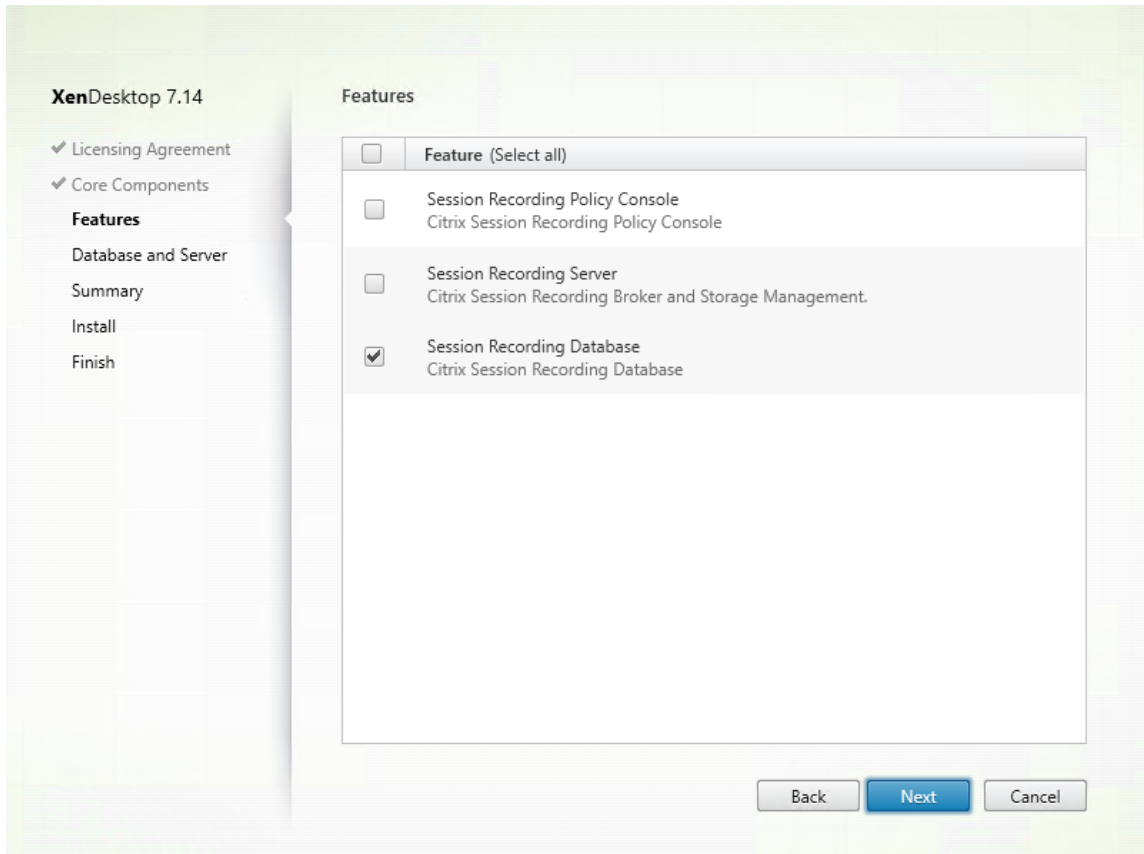 XenDesktop 7.14
Licensing Agreement
Core Components
Features
Database and Server
Summary
Install
Finish
Features
Feature (Select all)
Session Recording Policy Console
Citrix Session Recording Policy Console
Session Recording Server
Citrix Session Recording Broker and Storage Management.
Session Recording Database
Citrix Session Recording Database
Back Next Cancel